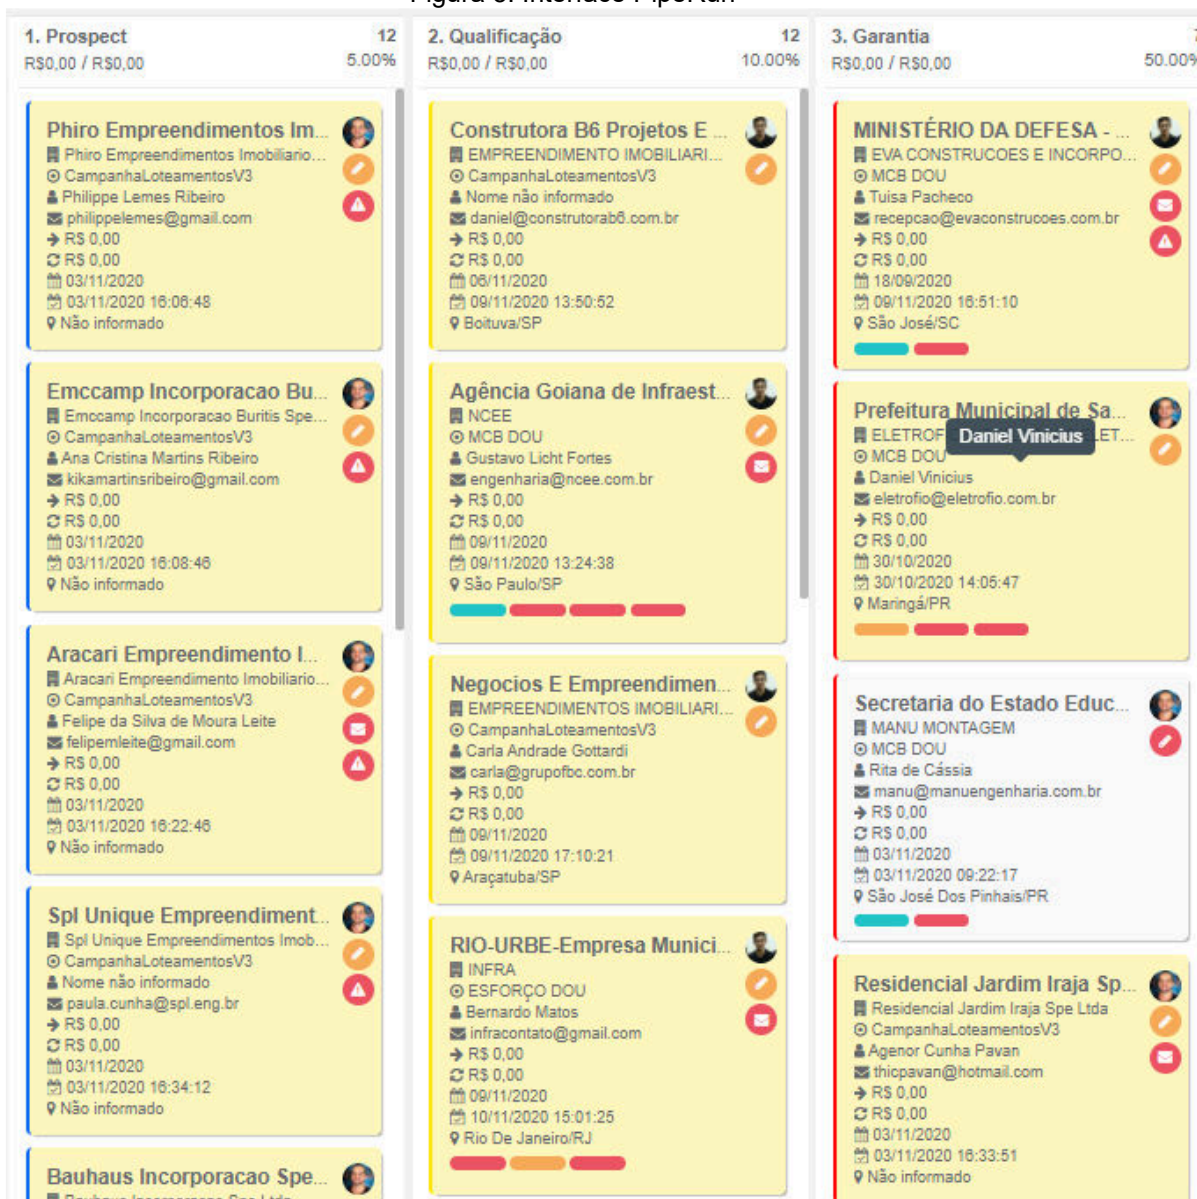 1. Prospect 12
R$0,00 / R$0,00 5.00%
Phiro Empreendimentos Im...
Phiro Empreendimentos Imobiliario...
CampanhaLoteamentosV3
Philippe Lemes Ribeiro
philippelemes@gmail.com
R$ 0,00
R$ 0,00
03/11/2020
03/11/2020 16:06:48
Não informado
Emccamp Incorporacao Bu...
Emccamp Incorporacao Buritis Spe...
CampanhaLoteamentosV3
Ana Cristina Martins Ribeiro
kikamartinsribeiro@gmail.com
R$ 0,00
R$ 0,00
03/11/2020
03/11/2020 16:08:46
Não informado
Aracari Empreendimento I...
Aracari Empreendimento Imobiliario...
CampanhaLoteamentosV3
Felipe da Silva de Moura Leite
felipemleite@gmail.com
R$ 0,00
R$ 0,00
03/11/2020
03/11/2020 16:22:46
Não informado
Spl Unique Empreendiment...
Spl Unique Empreendimentos Imob...
CampanhaLoteamentosV3
Nome não informado
paula.cunha@spl.eng.br
R$ 0,00
R$ 0,00
03/11/2020
03/11/2020 16:34:12
Não informado
Bauhaus Incorporacao Spe...
2. Qualificação 12
R$0,00 / R$0,00 10.00%
Construtora B6 Projetos E ...
EMPREENDIMENTO IMOBILIARI...
CampanhaLoteamentosV3
Nome não informado
daniel@construtorab6.com.br
R$ 0,00
R$ 0,00
06/11/2020
09/11/2020 13:50:52
Boituva/SP
Agência Goiana de Infraest...
NCEE
MCB DOU
Gustavo Licht Fortes
engenharia@ncee.com.br
R$ 0,00
R$ 0,00
09/11/2020
09/11/2020 13:24:38
São Paulo/SP
Negocios E Empreendimen...
EMPREENDIMENTOS IMOBILIARI...
CampanhaLoteamentosV3
Carla Andrade Gottardi
carla@grupofbc.com.br
R$ 0,00
R$ 0,00
09/11/2020
09/11/2020 17:10:21
Araçatuba/SP
RIO-URBE-Empresa Munici...
INFRA
ESFORÇO DOU
Bernardo Matos
infracontato@gmail.com
R$ 0,00
R$ 0,00
09/11/2020
10/11/2020 15:01:25
Rio De Janeiro/RJ
3. Garantia
R$0,00 / R$0,00 50.00%
MINISTÉRIO DA DEFESA - ...
EVA CONSTRUCOES E INCORPO...
MCB DOU
Tuisa Pacheco
recepcao@evaconstrucoes.com.br
R$ 0,00
R$ 0,00
18/09/2020
09/11/2020 16:51:10
São José/SC
Prefeitura Municipal de Sa...
ELETROF Daniel Vinicius LET...
MCB DOU
Daniel Vinicius
eletrofio@eletrofio.com.br
R$ 0,00
R$ 0,00
30/10/2020
30/10/2020 14:05:47
Maringá/PR
Secretaria do Estado Educ...
MANU MONTAGEM
MCB DOU
Rita de Cássia
manu@manuengenharia.com.br
R$ 0,00
R$ 0,00
03/11/2020
03/11/2020 09:22:17
São José Dos Pinhais/PR
Residencial Jardim Iraja Sp...
Residencial Jardim Iraja Spe Ltda
CampanhaLoteamentosV3
Agenor Cunha Pavan
thicpavan@hotmail.com
R$ 0,00
R$ 0,00
03/11/2020
03/11/2020 16:33:51
Não informado